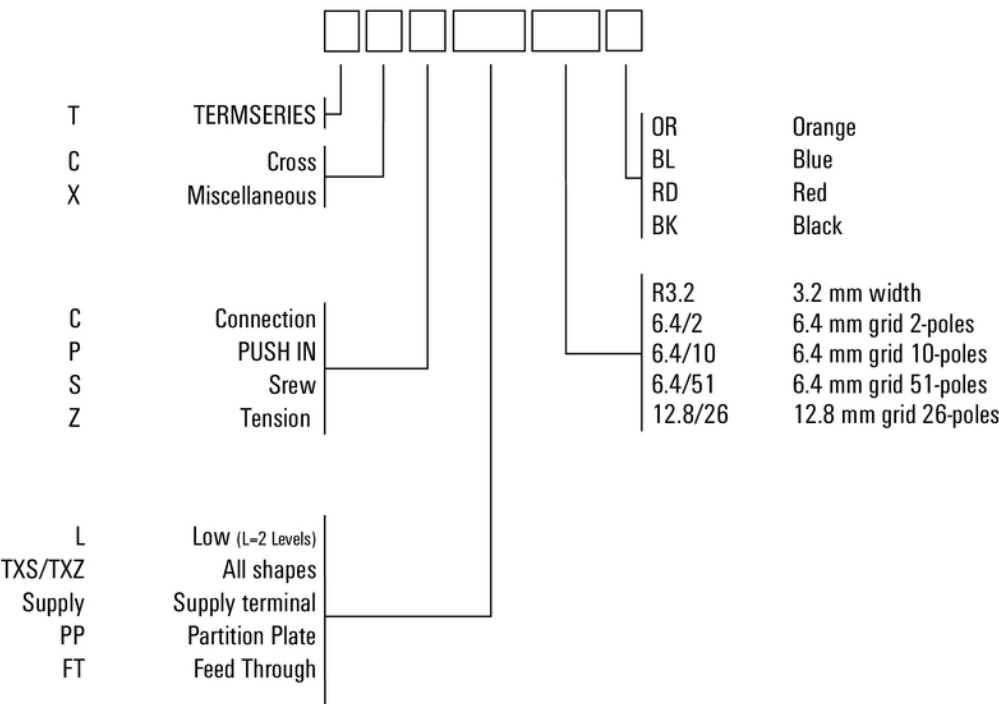 T TERMSERIES
C Cross
X Miscellaneous
C Connection
P PUSH IN
S Srew
Z Tension
L Low (L=2 Levels)
TXS/TXZ All shapes
Supply Supply terminal
PP Partition Plate
FT Feed Through
OR Orange
BL Blue
RD Red
BK Black
R3.2 3.2 mm width
6.4/2 6.4 mm grid 2-poles
6.4/10 6.4 mm grid 10-poles
6.4/51 6.4 mm grid 51-poles
12.8/26 12.8 mm grid 26-poles